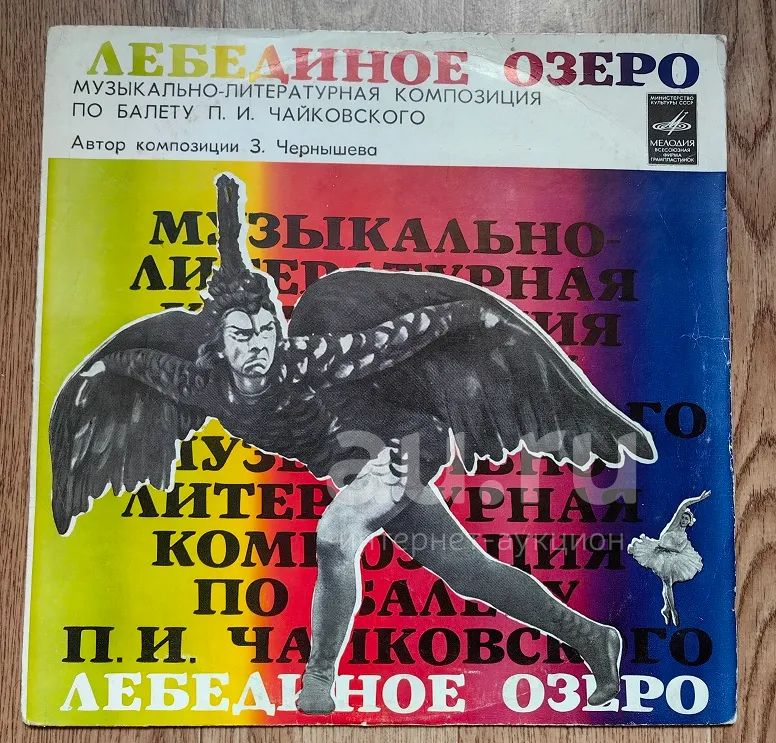 ЛЕБЕДИНОЕ ОЗЕРО
МУЗЫКАЛЬНО-ЛИТЕРАТУРНАЯ КОМПОЗИЦИЯ
ПО БАЛЕТУ П. И. ЧАЙКОВСКОГО
Автор композиции З. Чернышева
МИНИСТЕРСТВО
КУЛЬТУРЫ СССР
МЕЛОДИЯ
ВСЕСОЮЗНАЯ
ФИРМА
ГРАМПЛАСТИНОК
МУЗЫКАЛЬНО-
ЛИТЕРАТУРНАЯ
au.ru
интернет-аукцион
ЛИТЕРАТУРНАЯ
КОМПОЗИЦИЯ
ПО БАЛЕТУ
П. И. ЧАЙКОВСКОГО
ЛЕБЕДИНОЕ ОЗЕРО